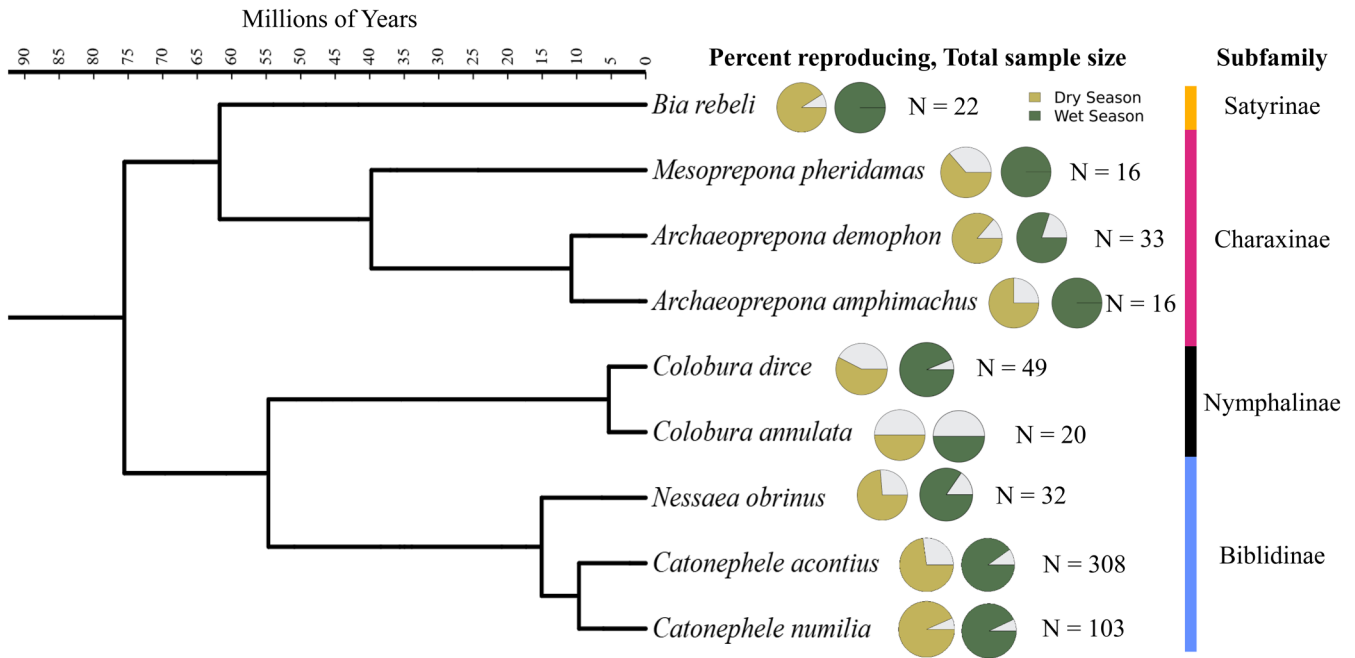 Millions of Years
90 85 80 75 70 65 60 55 50 45 40 35 30 25 20 15 10 5 0
Percent reproducing, Total sample size
Subfamily
Dry Season
Wet Season
Bia rebeli N = 22
Satyrinae
Mesoprepona pheridamas N = 16
Archaeoprepona demophon N = 33
Charaxinae
Archaeoprepona amphimachus N = 16
Colobura dirce N = 49
Nymphalinae
Colobura annulata N = 20
Nessaea obrinus N = 32
Biblidinae
Catonephele acontius N = 308
Catonephele numilia N = 103